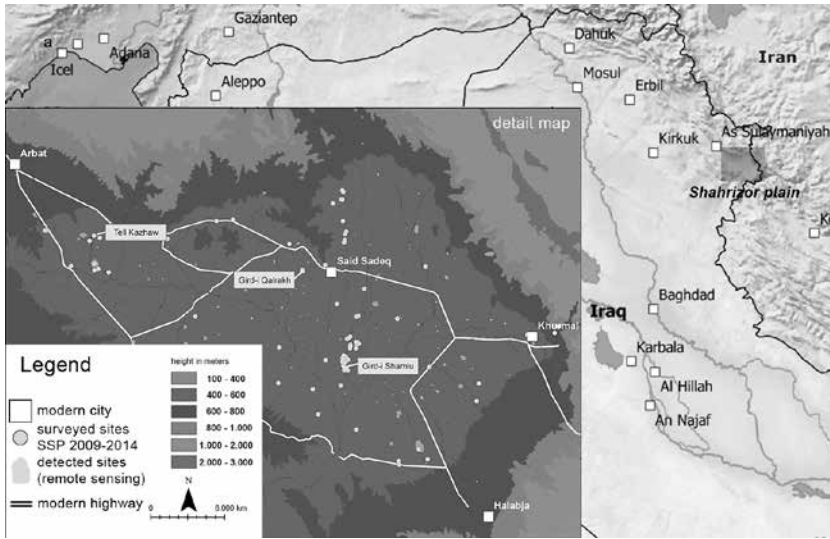 Gaziantep
a
Adana
Icel
Aleppo
Dahuk
Mosul
Erbil
Iran
Kirkuk
As Sulaymaniyah
Shahrizor plain
K
Baghdad
Iraq
Karbala
Al Hillah
An Najaf
detail map
Arbat
Tell Kazhaw
Said Sadeq
Gird-i Qalrakh
Khurmal
Gird-i Shamlu
Halabja
Legend
modern city
surveyed sites
SSP 2009-2014
detected sites
(remote sensing)
modern highway
height in meters
100 - 400
400 - 600
600 - 800
800 - 1.000
1.000 - 2.000
2.000 - 3.000
N
0 8.000 km